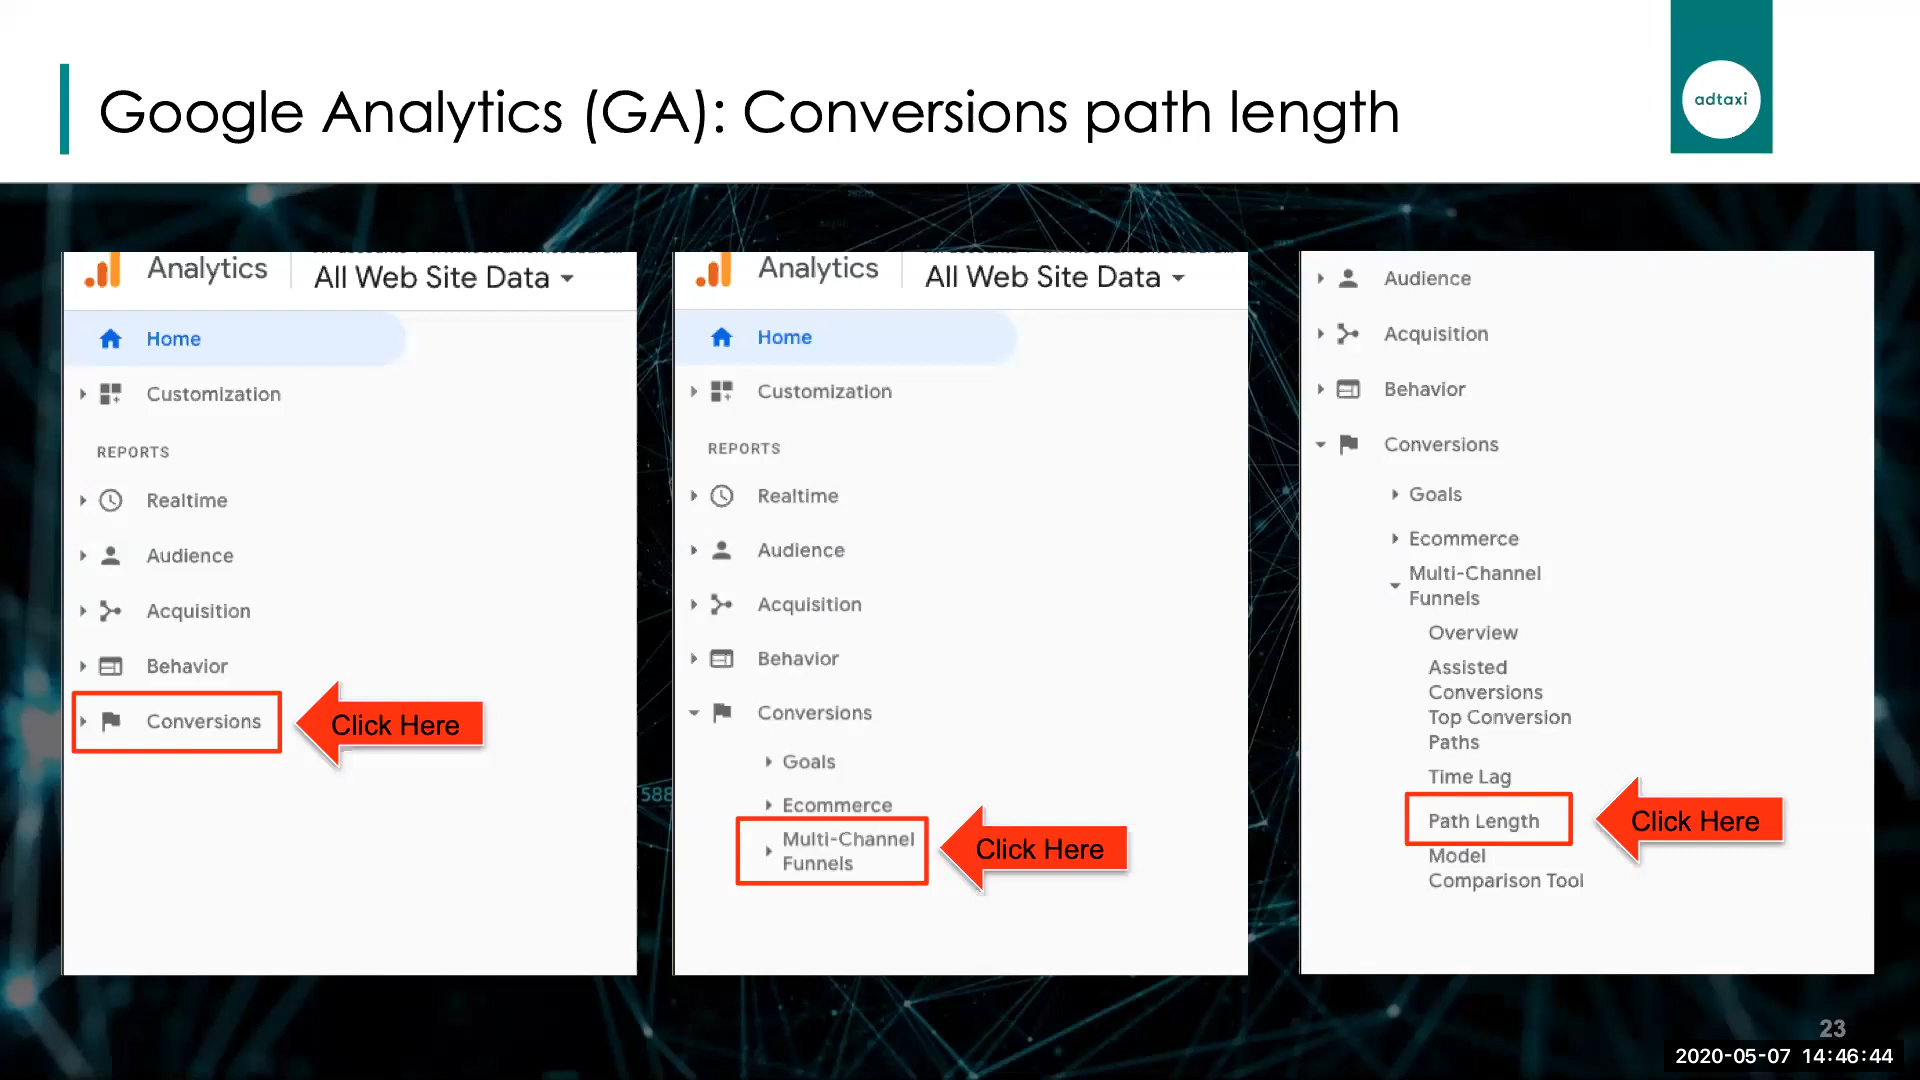 Google Analytics (GA): Conversions path length
adtaxi
Analytics
All Web Site Data
Home
Customization
REPORTS
Realtime
Audience
Acquisition
Behavior
Conversions
Click Here
Analytics
All Web Site Data
Home
Customization
REPORTS
Realtime
Audience
Acquisition
Behavior
Conversions
Goals
Ecommerce
Multi-Channel
Funnels
Click Here
Audience
Acquisition
Behavior
Conversions
Goals
Ecommerce
Multi-Channel
Funnels
Overview
Assisted
Conversions
Top Conversion
Paths
Time Lag
Path Length
Click Here
Model
Comparison Tool
588
23
2020-05-07 14:46:44